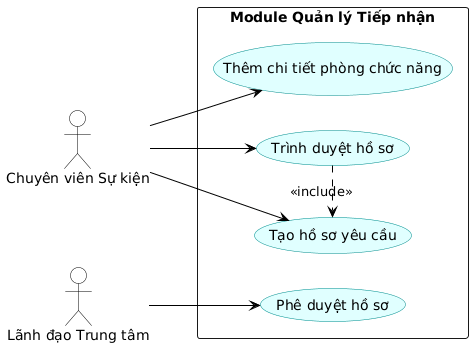 Module Quản lý Tiếp nhận
Thêm chi tiết phòng chức năng
Chuyên viên Sự kiện
Trình duyệt hồ sơ
«include»
Tạo hồ sơ yêu cầu
Lãnh đạo Trung tâm
Phê duyệt hồ sơ